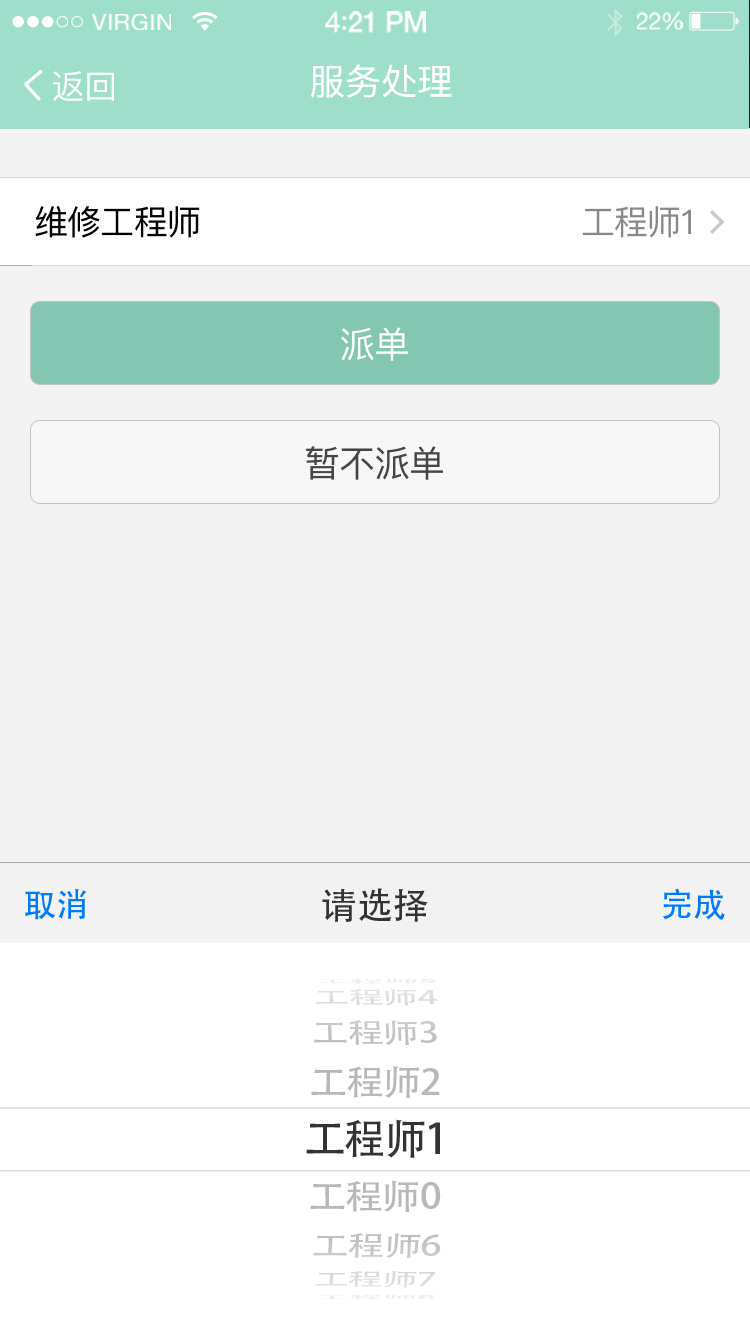 VIRGIN 4:21 PM 22%
返回 服务处理
维修工程师 工程师1
派单
暂不派单
取消 请选择 完成
工程师4
工程师3
工程师2
工程师1
工程师0
工程师6
工程师7